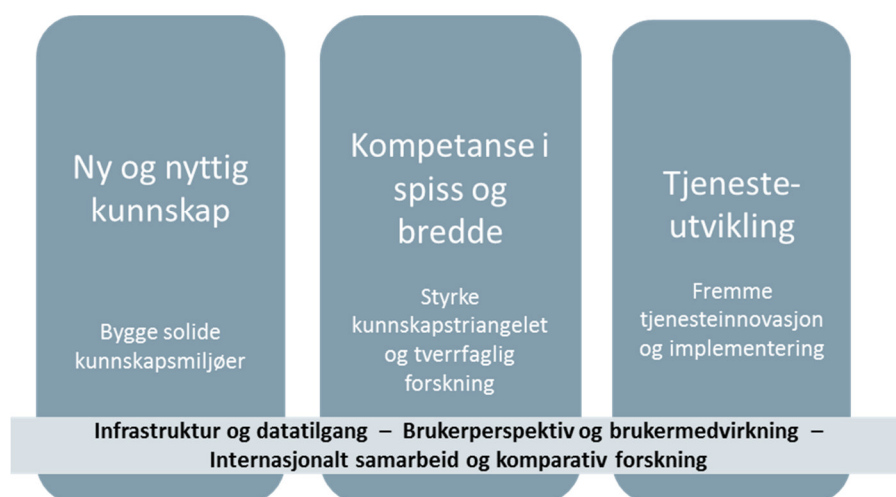 Ny og nyttig
kunnskap
Bygge solide
kunnskapsmiljøer
Kompetanse i
spiss og
bredde
Styrke
kunnskapstriangelet
og tverrfaglig
forskning
Tjeneste-
utvikling
Fremme
tjenesteinnovasjon
og implementering
Infrastruktur og datatilgang – Brukerperspektiv og brukermedvirkning –
Internasjonalt samarbeid og komparativ forskning